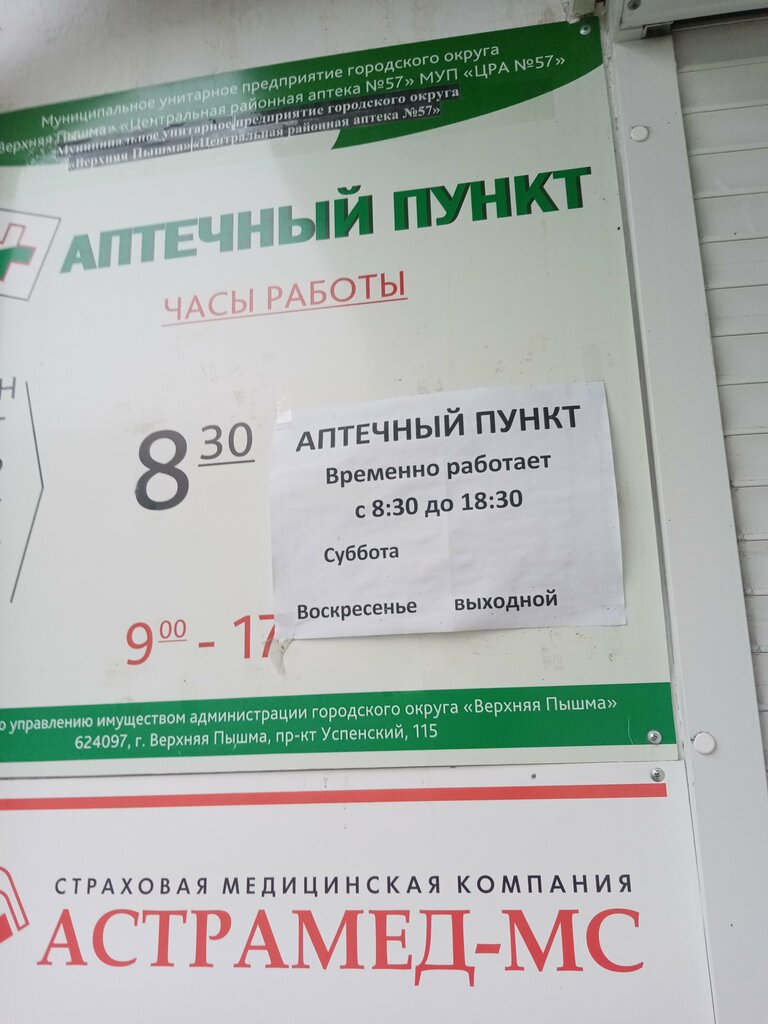 Муниципальное унитарное предприятие городского округа
Верхняя Пышма» «Центральная районная аптека №57» МУП «ЦРА №57»
Муниципальное унитарное предприятие городского округа
«Верхняя Пышма» «Центральная районная аптека №57»
АПТЕЧНЫЙ ПУНКТ
ЧАСЫ РАБОТЫ
8 30
АПТЕЧНЫЙ ПУНКТ
Временно работает
с 8:30 до 18:30
Суббота
Воскресенье выходной
9 00 - 17
о управлению имуществом администрации городского округа «Верхняя Пышма»
624097, г. Верхняя Пышма, пр-кт Успенский, 115
СТРАХОВАЯ МЕДИЦИНСКАЯ КОМПАНИЯ
АСТРАМЕД-МС